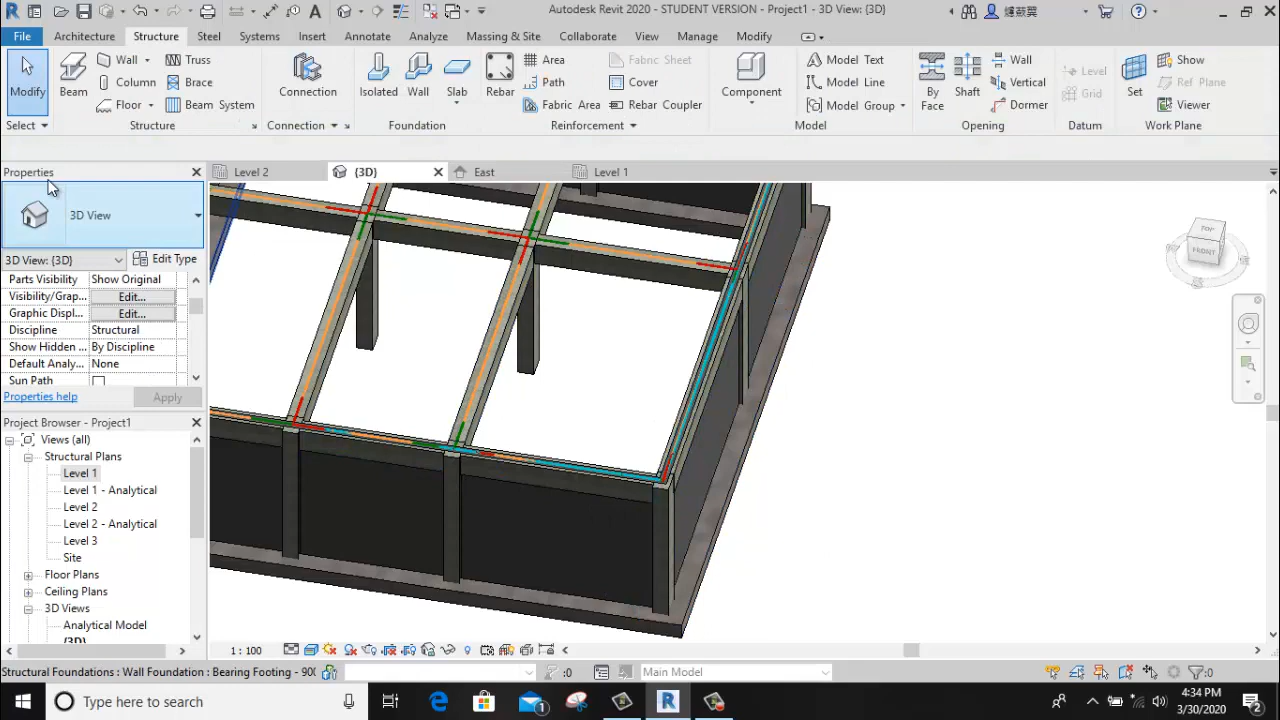 Autodesk Revit 2020 - STUDENT VERSION - Project1 - 3D View: {3D}
File Architecture Structure Steel Systems Insert Annotate Analyze Massing & Site Collaborate View Manage Modify
Modify Beam Wall Truss Connection Isolated Wall Slab Rebar Area Fabric Sheet Component Model Text By Face Shaft Wall Level Set Show
Column Brace Path Cover Model Line Vertical Grid Ref Plane
Floor Beam System Fabric Area Rebar Coupler Model Group Dormer Viewer
Select Structure Connection Foundation Reinforcement Model Opening Datum Work Plane
Properties
Level 2 {3D} East Level 1
3D View
3D View: {3D} Edit Type
Parts Visibility Show Original
Visibility/Grap... Edit...
Graphic Displ... Edit...
Discipline Structural
Show Hidden ... By Discipline
Default Analy... None
Sun Path
Properties help Apply
Project Browser - Project1
Views (all)
Structural Plans
Level 1
Level 1 - Analytical
Level 2
Level 2 - Analytical
Level 3
Site
Floor Plans
Ceiling Plans
3D Views
Analytical Model
{3D}
TOP
FRONT
1 : 100
Structural Foundations : Wall Foundation : Bearing Footing - 900 :0 Main Model :0
Type here to search
1
4:34 PM
3/30/2020
2